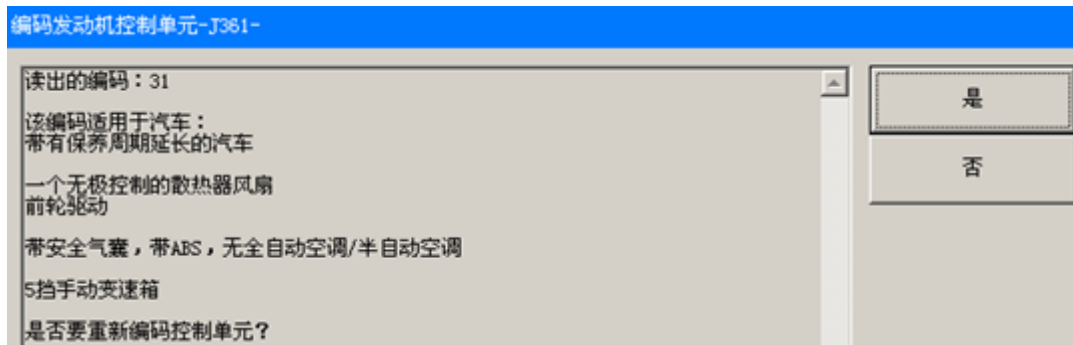 编码发动机控制单元-J361-
读出的编码：31
是
该编码适用于汽车：
带有保养周期延长的汽车
否
一个无极控制的散热器风扇
前轮驱动
带安全气囊，带ABS，无全自动空调/半自动空调
5挡手动变速箱
是否要重新编码控制单元？